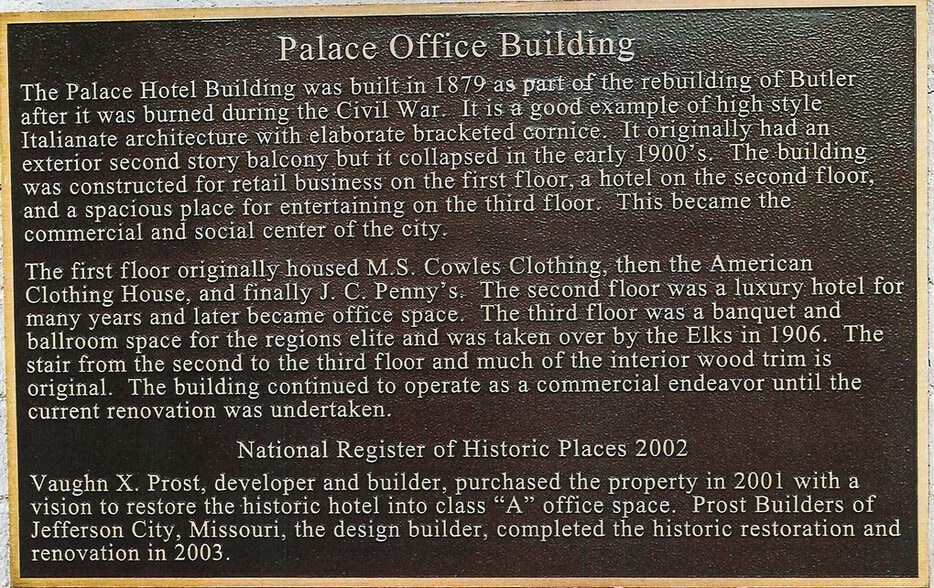 Palace Office Building
The Palace Hotel Building was built in 1879 as part of the rebuilding of Butler
after it was burned during the Civil War. It is a good example of high style
Italianate architecture with elaborate bracketed cornice. It originally had an
exterior second story balcony but it collapsed in the early 1900's. The building
was constructed for retail business on the first floor, a hotel on the second floor,
and a spacious place for entertaining on the third floor. This became the
commercial and social center of the city.
The first floor originally housed M.S. Cowles Clothing, then the American
Clothing House, and finally J. C. Penny's. The second floor was a luxury hotel for
many years and later became office space. The third floor was a banquet and
ballroom space for the regions elite and was taken over by the Elks in 1906. The
stair from the second to the third floor and much of the interior wood trim is
original. The building continued to operate as a commercial endeavor until the
current renovation was undertaken.
National Register of Historic Places 2002
Vaughn X. Prost, developer and builder, purchased the property in 2001 with a
vision to restore the historic hotel into class “A” office space. Prost Builders of
Jefferson City, Missouri, the design builder, completed the historic restoration and
renovation in 2003.